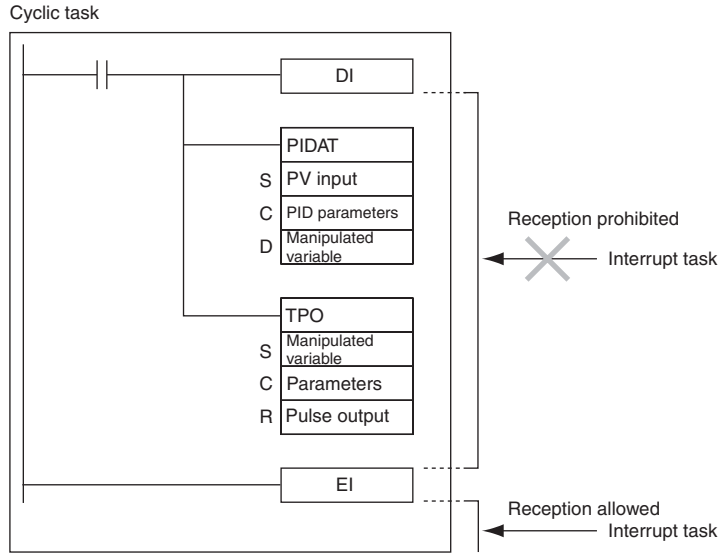 Cyclic task
DI
PIDAT
S PV input
C PID parameters
D Manipulated
variable
Reception prohibited
Interrupt task
TPO
S Manipulated
variable
C Parameters
R Pulse output
EI
Reception allowed
Interrupt task